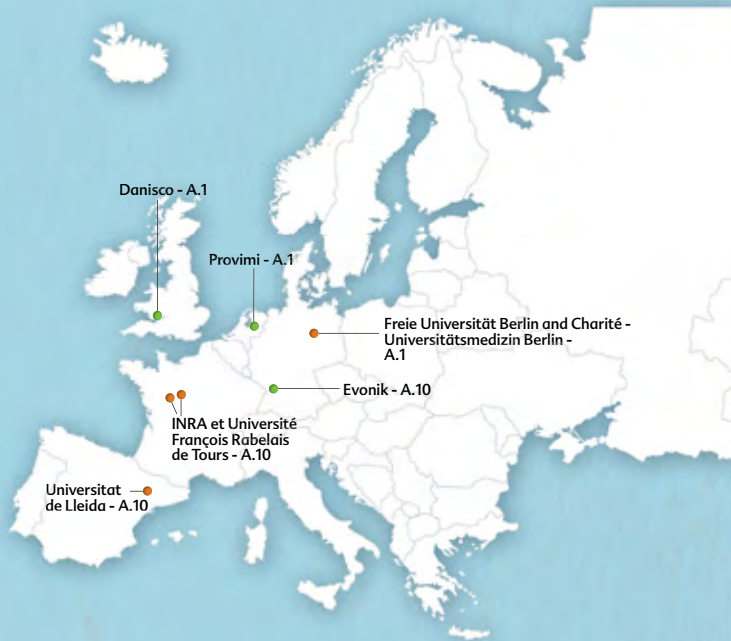 Danisco - A.1
Provimi - A.1
Freie Universität Berlin and Charité -
Universitätsmedizin Berlin -
A.1
Evonik - A.10
INRA et Université
François Rabelais
de Tours - A.10
Universitat
de Lleida - A.10